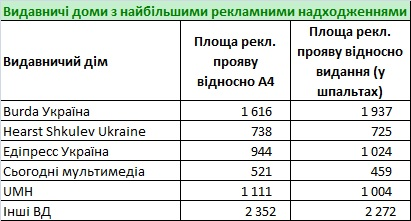 Видавничі доми з найбільшими рекламними надходженнями
Видавничий дім
Площа рекл.
прояву
відносно А4
Площа рекл.
прояву відносно
видання (у
шпальтах)
Burda Україна 1 616 1 937
Hearst Shkulev Ukraine 738 725
Едіпресс Україна 944 1 024
Сьогодні мультимедіа 521 459
UMH 1 111 1 004
Інші ВД 2 352 2 272